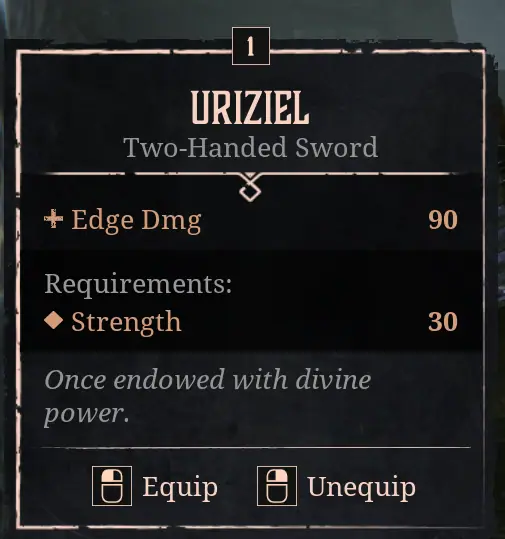 1
URIZIEL
Two-Handed Sword
Edge Dmg 90
Requirements:
Strength 30
Once endowed with divine
power.
Equip Unequip